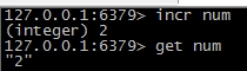 127.0.0.1:6379> incr num
(integer) 2
127.0.0.1:6379> get num
"2"